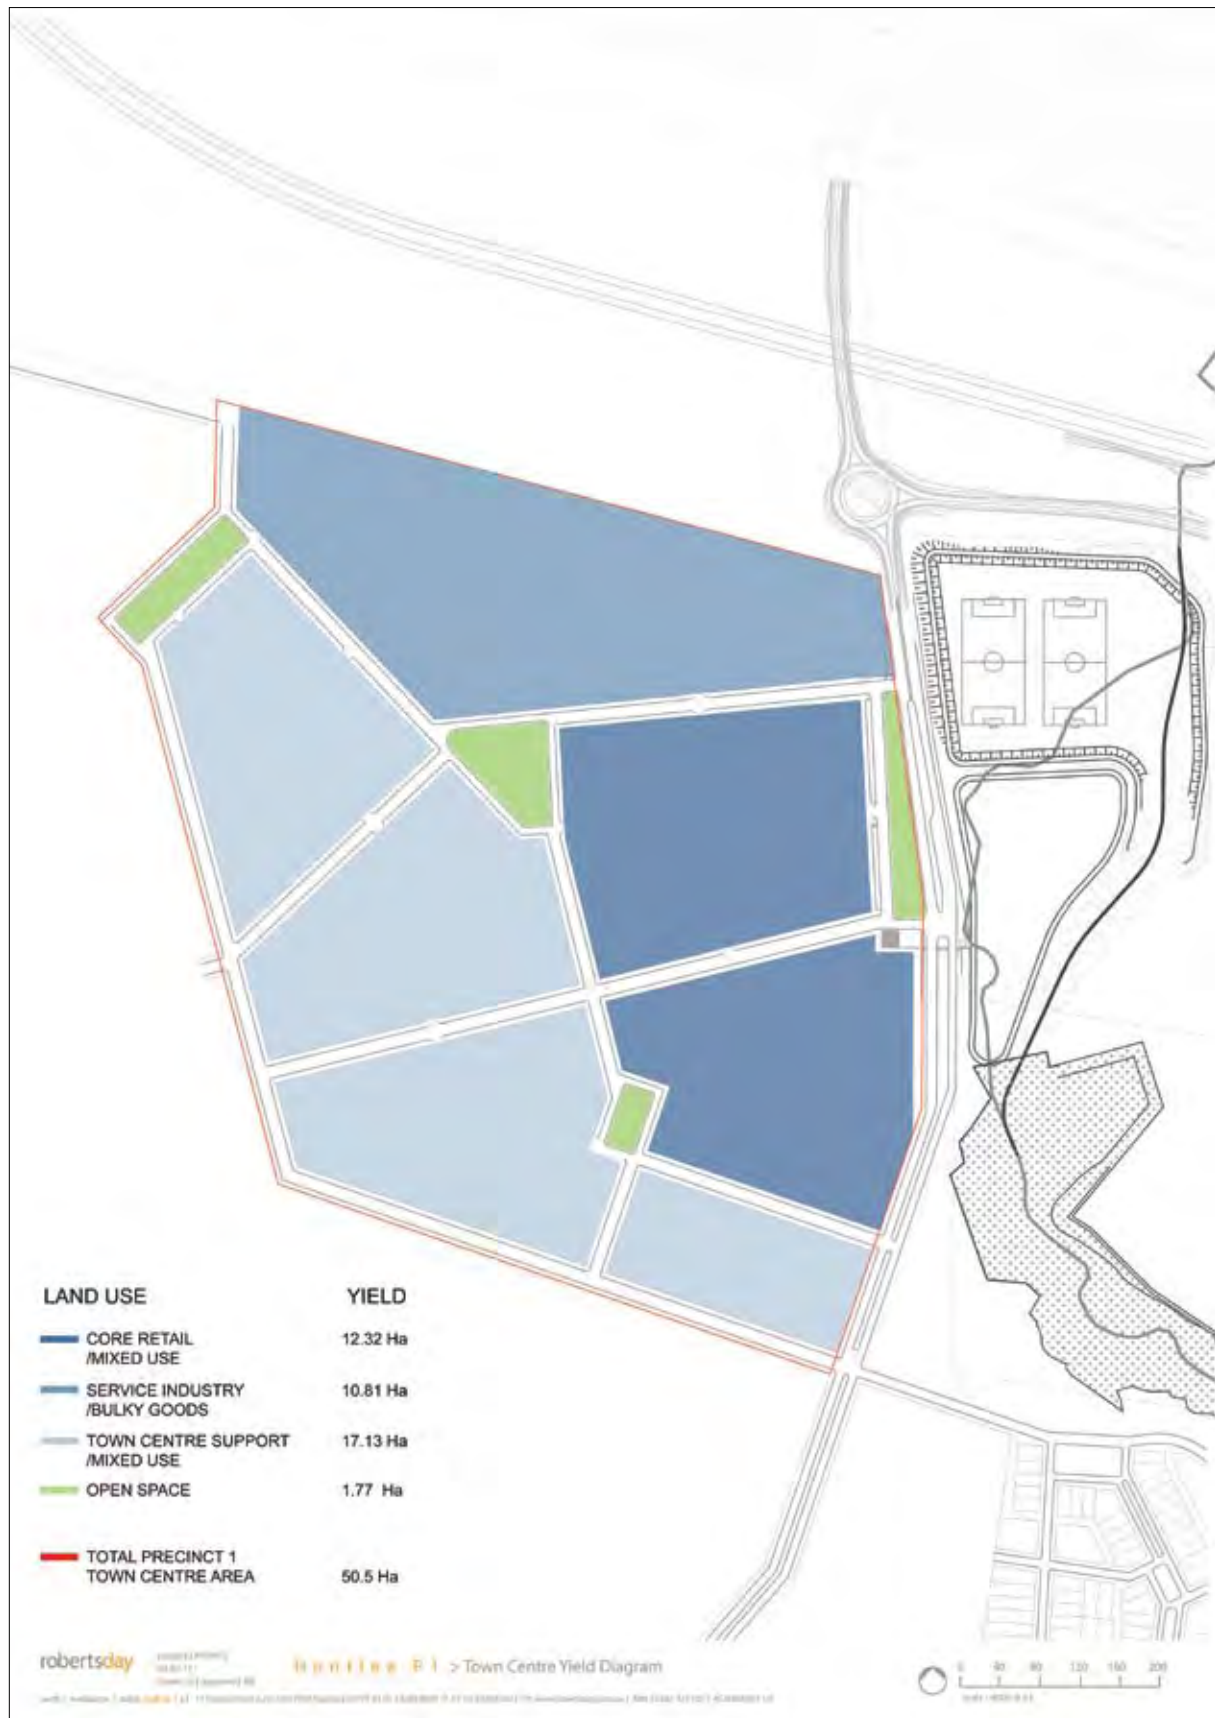 LAND USE YIELD
CORE RETAIL 12.32 Ha
/MIXED USE
SERVICE INDUSTRY 10.81 Ha
/BULKY GOODS
TOWN CENTRE SUPPORT 17.13 Ha
/MIXED USE
OPEN SPACE 1.77 Ha
TOTAL PRECINCT 1
TOWN CENTRE AREA 50.5 Ha
robertsday
Huntlee P1 > Town Centre Yield Diagram
0 40 80 120 160 200